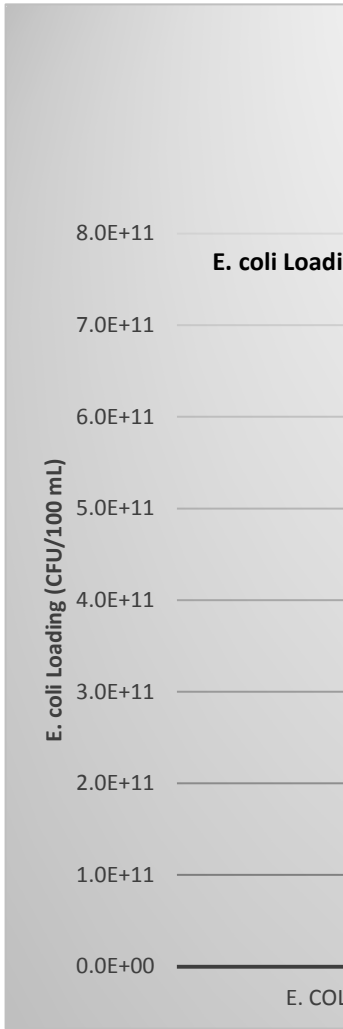 8.0E+11
E. coli Loadi
7.0E+11
6.0E+11
5.0E+11
4.0E+11
3.0E+11
2.0E+11
1.0E+11
0.0E+00
E. coli Loading (CFU/100 mL)
E. COL